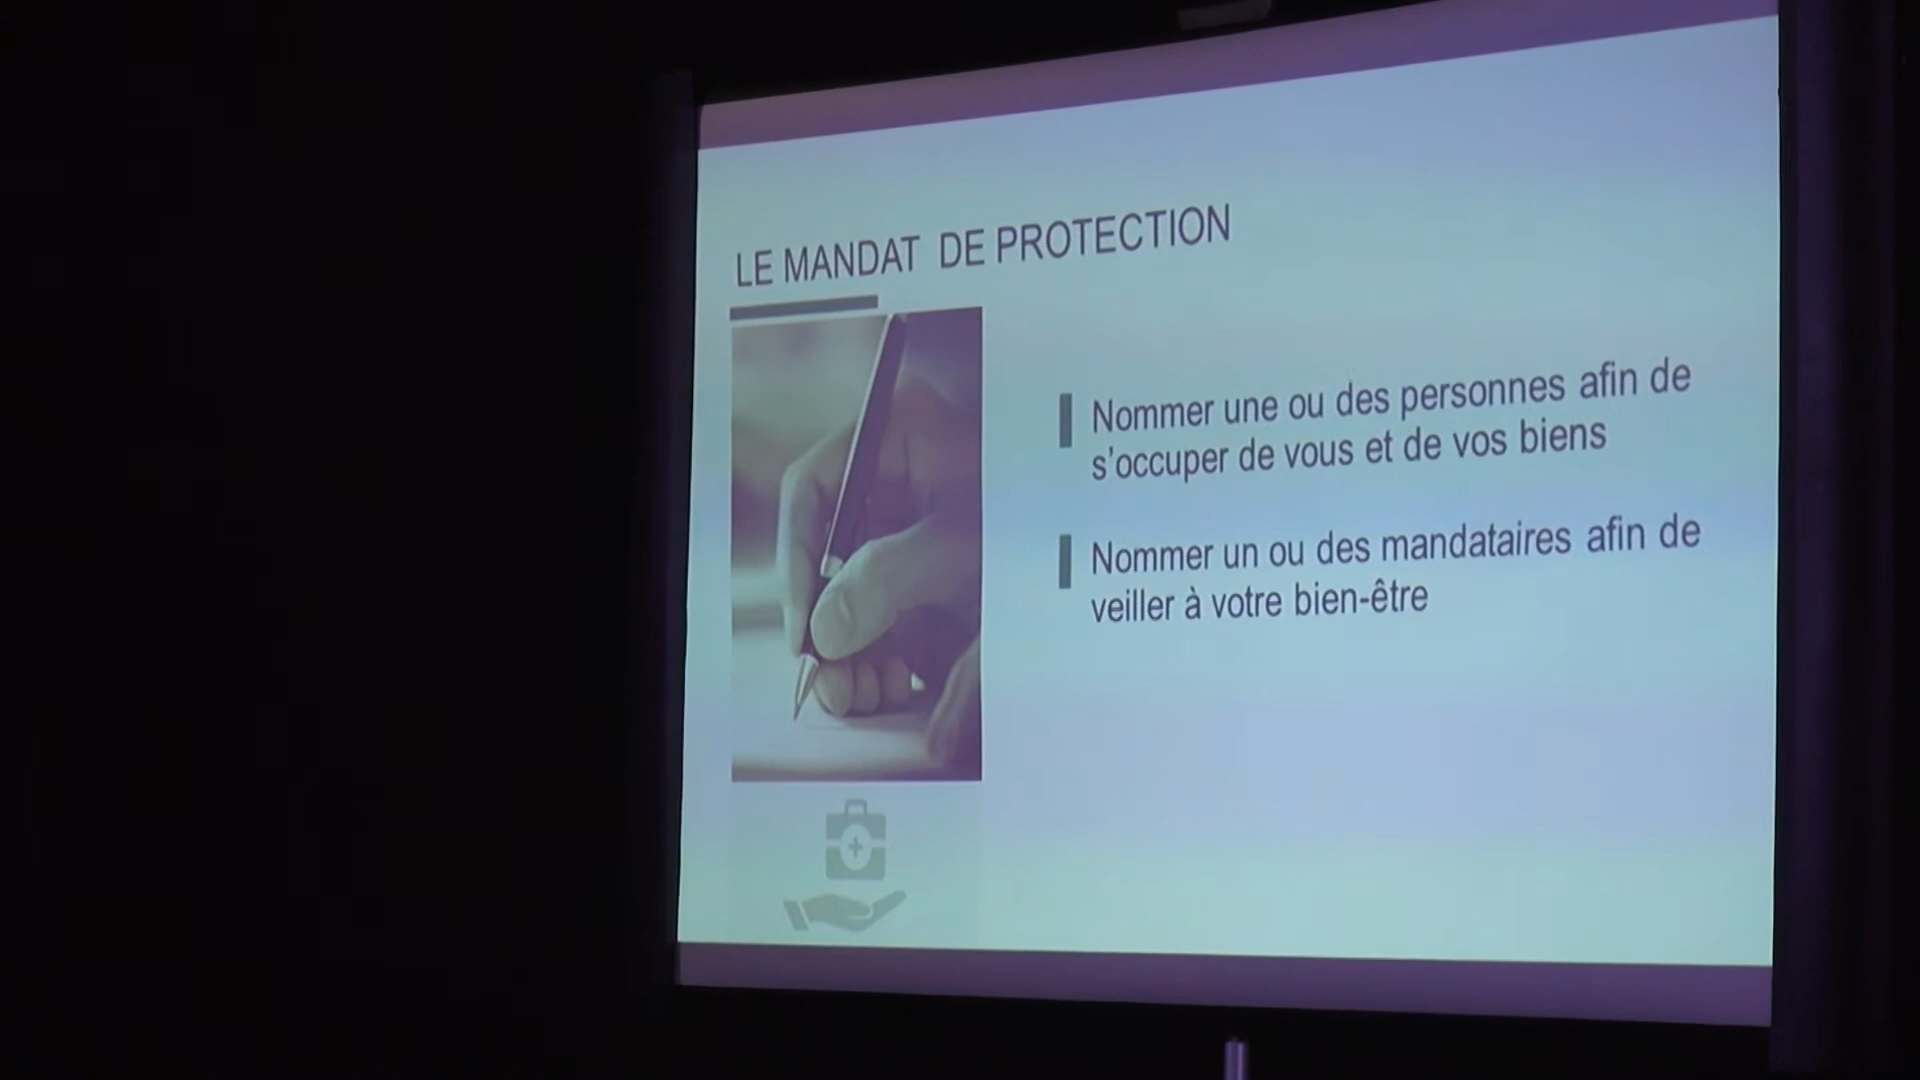 LE MANDAT DE PROTECTION
Nommer une ou des personnes afin de
s'occuper de vous et de vos biens
Nommer un ou des mandataires afin de
veiller à votre bien-être